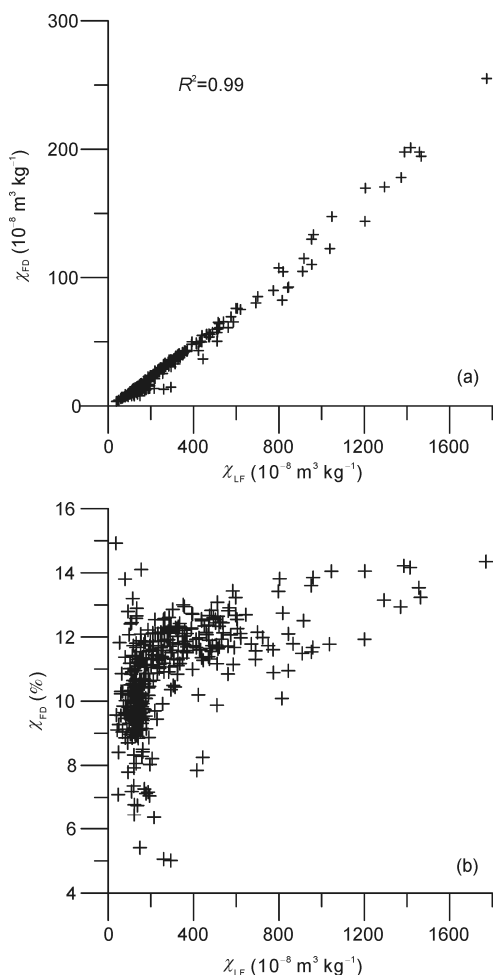 300
200
100
0
χFD (10⁻⁸ m³ kg⁻¹)
R²=0.99
(a)
0 400 800 1200 1600
χLF (10⁻⁸ m³ kg⁻¹)
16
14
12
10
8
6
4
χFD (%)
(b)
0 400 800 1200 1600
χLF (10⁻⁸ m³ kg⁻¹)